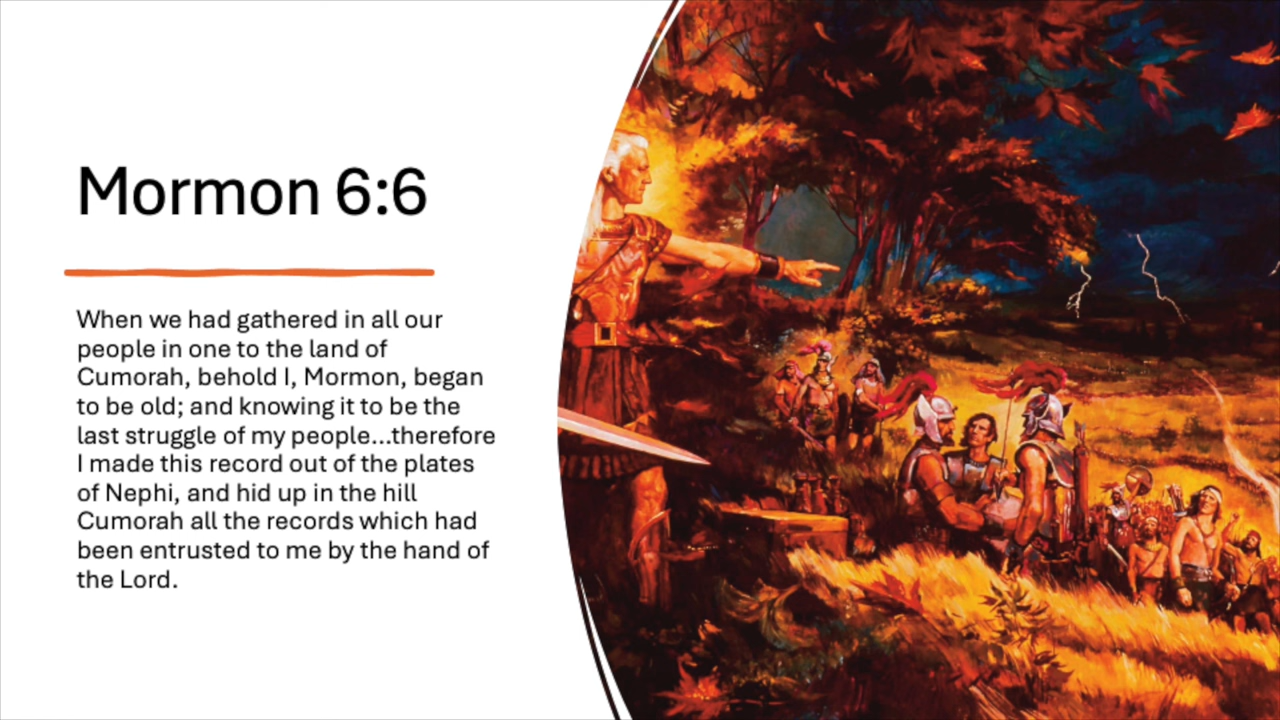 Mormon 6:6
When we had gathered in all our
people in one to the land of
Cumorah, behold I, Mormon, began
to be old; and knowing it to be the
last struggle of my people...therefore
I made this record out of the plates
of Nephi, and hid up in the hill
Cumorah all the records which had
been entrusted to me by the hand of
the Lord.